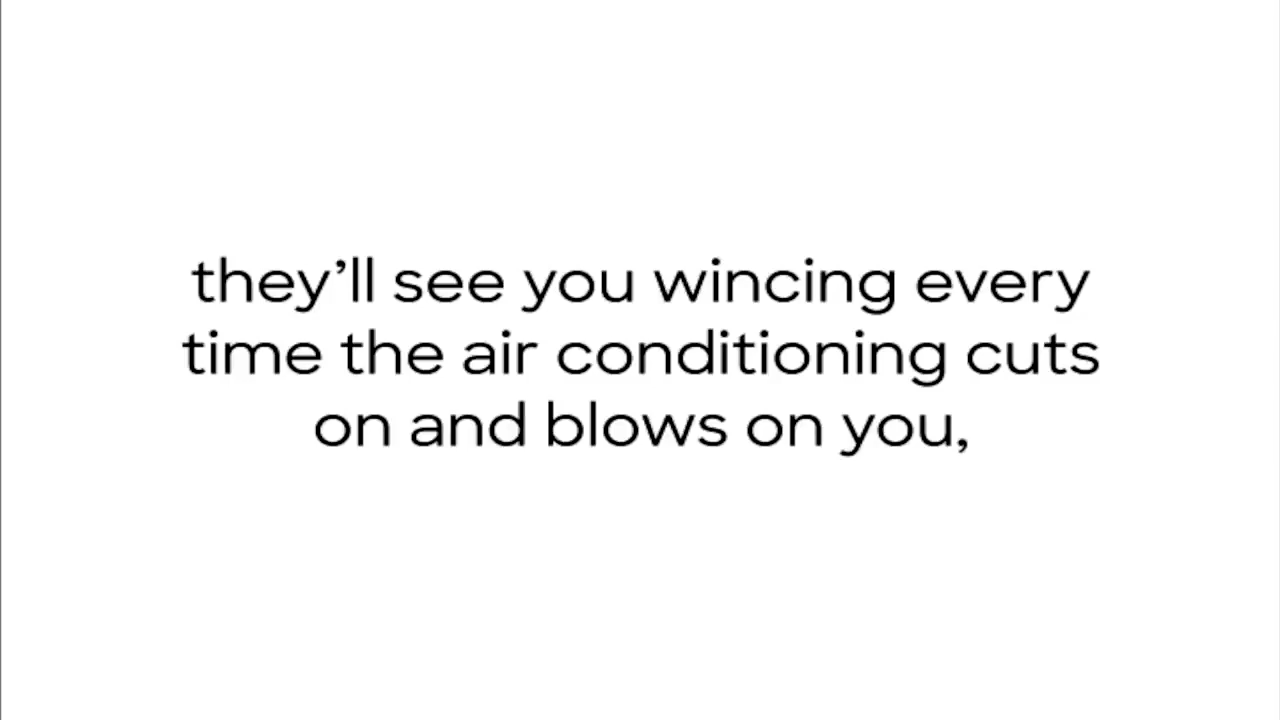 they’ll see you wincing every
time the air conditioning cuts
on and blows on you,